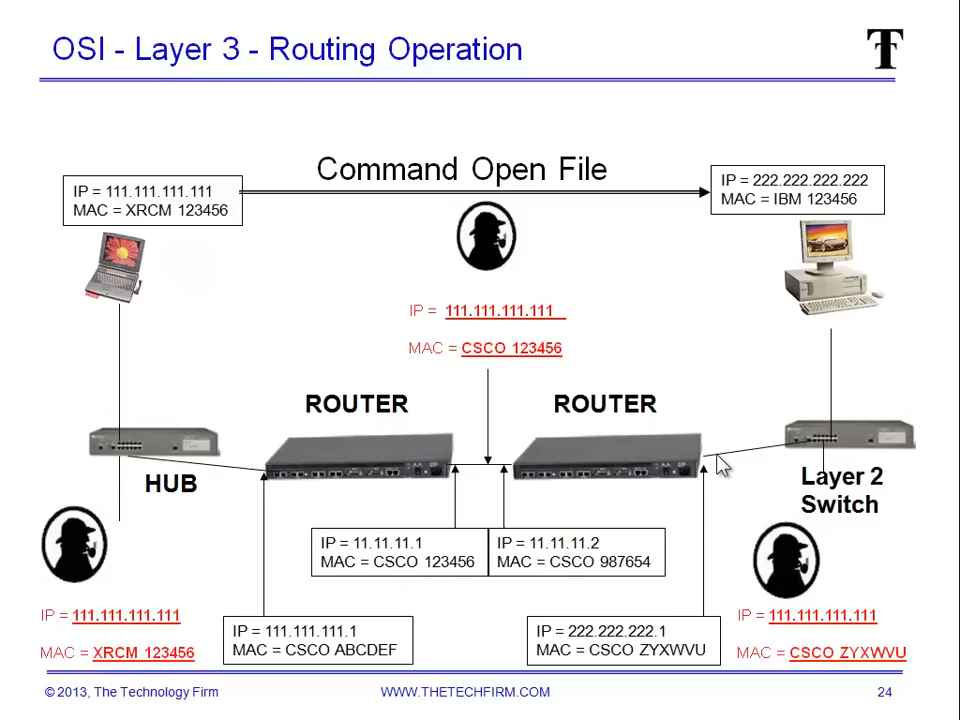 OSI - Layer 3 - Routing Operation
TT
Command Open File
IP = 111.111.111.111
MAC = XRCM 123456
IP = 222.222.222.222
MAC = IBM 123456
IP = 111.111.111.111
MAC = CSCO 123456
ROUTER
ROUTER
HUB
Layer 2
Switch
IP = 11.11.11.1
MAC = CSCO 123456
IP = 11.11.11.2
MAC = CSCO 987654
IP = 111.111.111.111
MAC = XRCM 123456
IP = 111.111.111.1
MAC = CSCO ABCDEF
IP = 222.222.222.1
MAC = CSCO ZYXWVU
IP = 111.111.111.111
MAC = CSCO ZYXWVU
© 2013, The Technology Firm
WWW.THETECHFIRM.COM
24